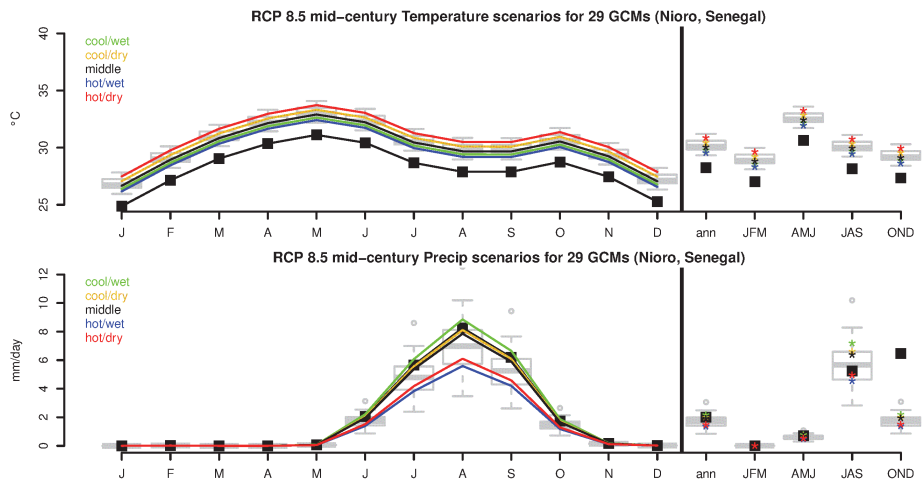 RCP 8.5 mid−century Temperature scenarios for 29 GCMs (Nioro, Senegal)
40
35
30
25
°C
cool/wet
cool/dry
middle
hot/wet
hot/dry
J F M A M J J A S O N D ann JFM AMJ JAS OND
RCP 8.5 mid−century Precip scenarios for 29 GCMs (Nioro, Senegal)
12
10
8
6
4
2
0
mm/day
cool/wet
cool/dry
middle
hot/wet
hot/dry
J F M A M J J A S O N D ann JFM AMJ JAS OND